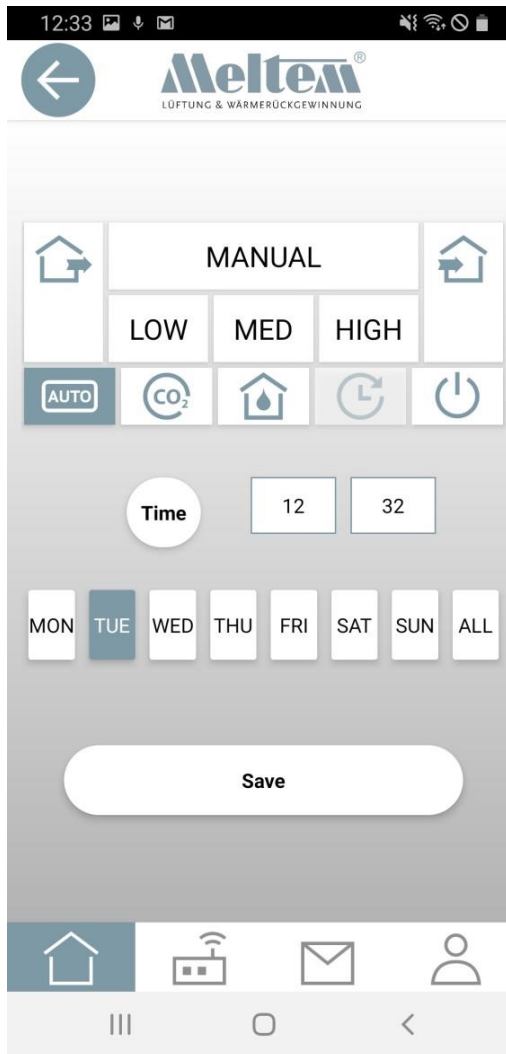 12:33
Meltem®
LÜFTUNG & WÄRMERÜCKGEWINNUNG
MANUAL
LOW MED HIGH
AUTO CO₂
Time 12 32
MON TUE WED THU FRI SAT SUN ALL
Save